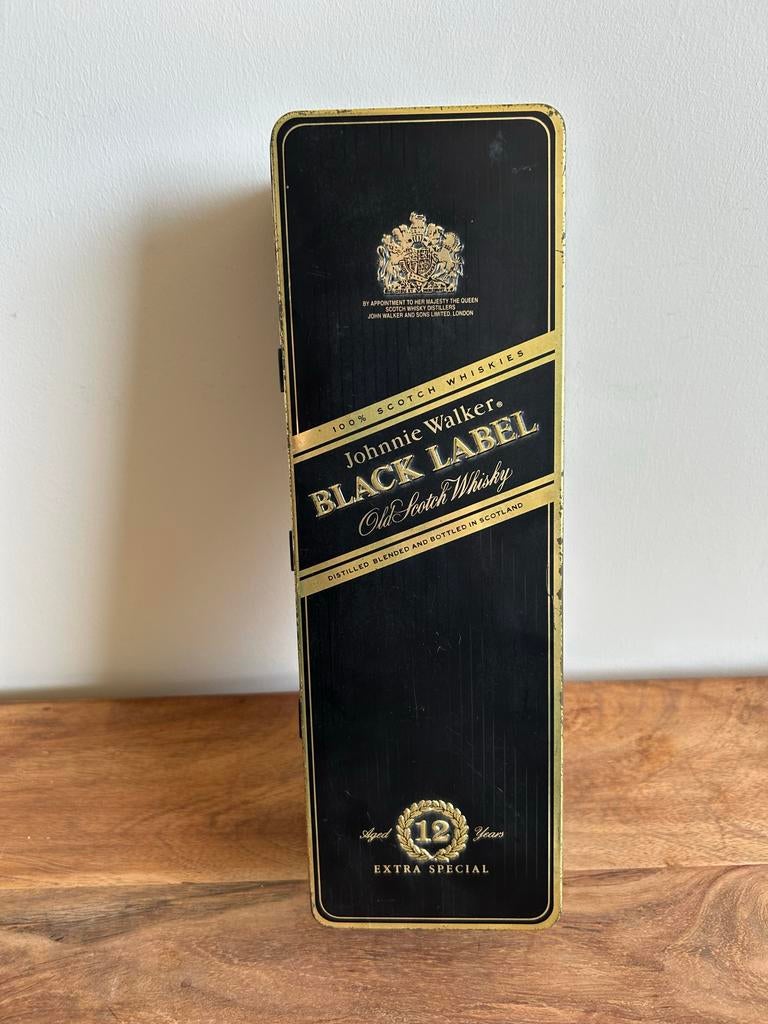 BY APPOINTMENT TO HER MAJESTY THE QUEEN
SCOTCH WHISKY DISTILLERS
JOHN WALKER AND SONS LIMITED, LONDON
100% SCOTCH WHISKIES
Johnnie Walker®
BLACK LABEL
Old Scotch Whisky
DISTILLED BLENDED AND BOTTLED IN SCOTLAND
Aged 12 Years
EXTRA SPECIAL